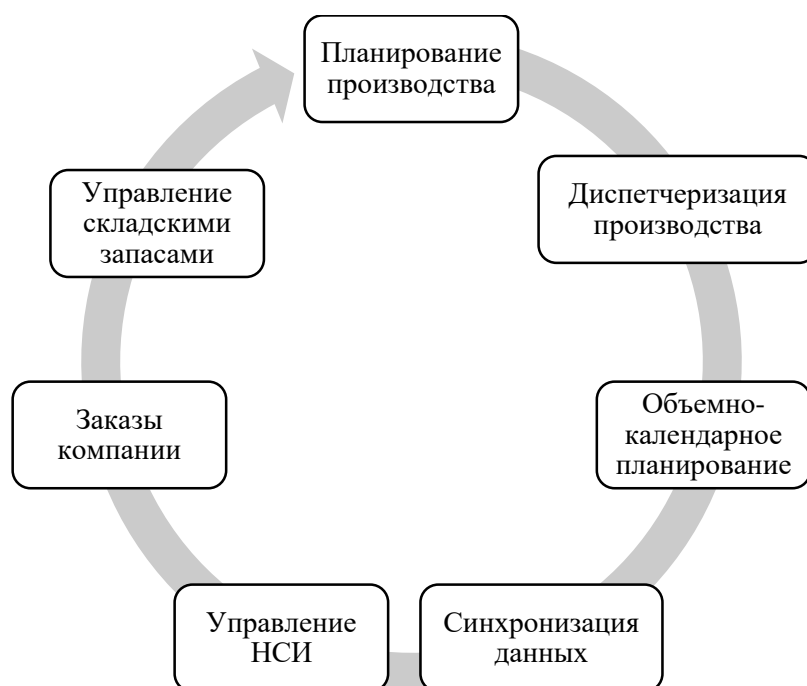 Планирование
производства
Диспетчеризация
производства
Объемно-
календарное
планирование
Синхронизация
данных
Управление
НСИ
Заказы
компании
Управление
складскими
запасами